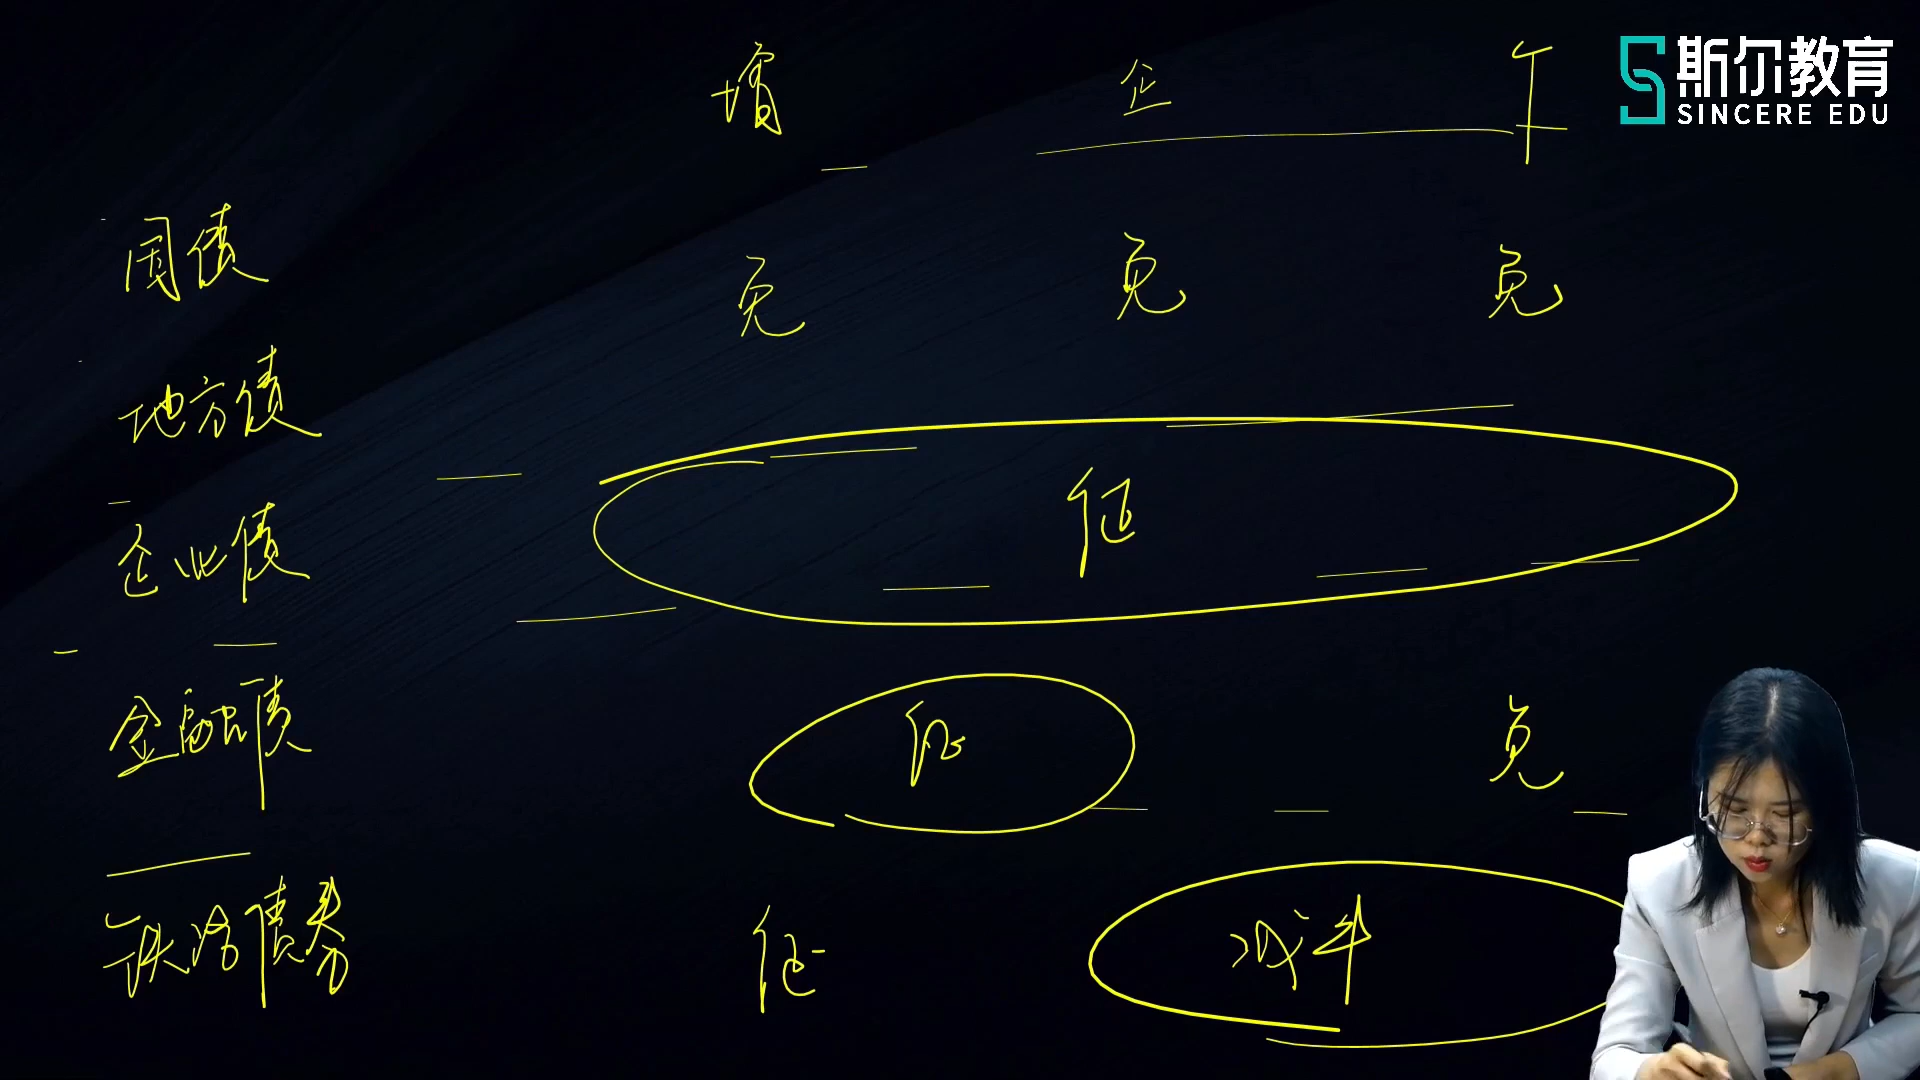 斯尔教育
SINCERE EDU
增 企 个
国债 免 免 免
地方债
企业债 征
金融债 征 免
铁路债券 征 减半